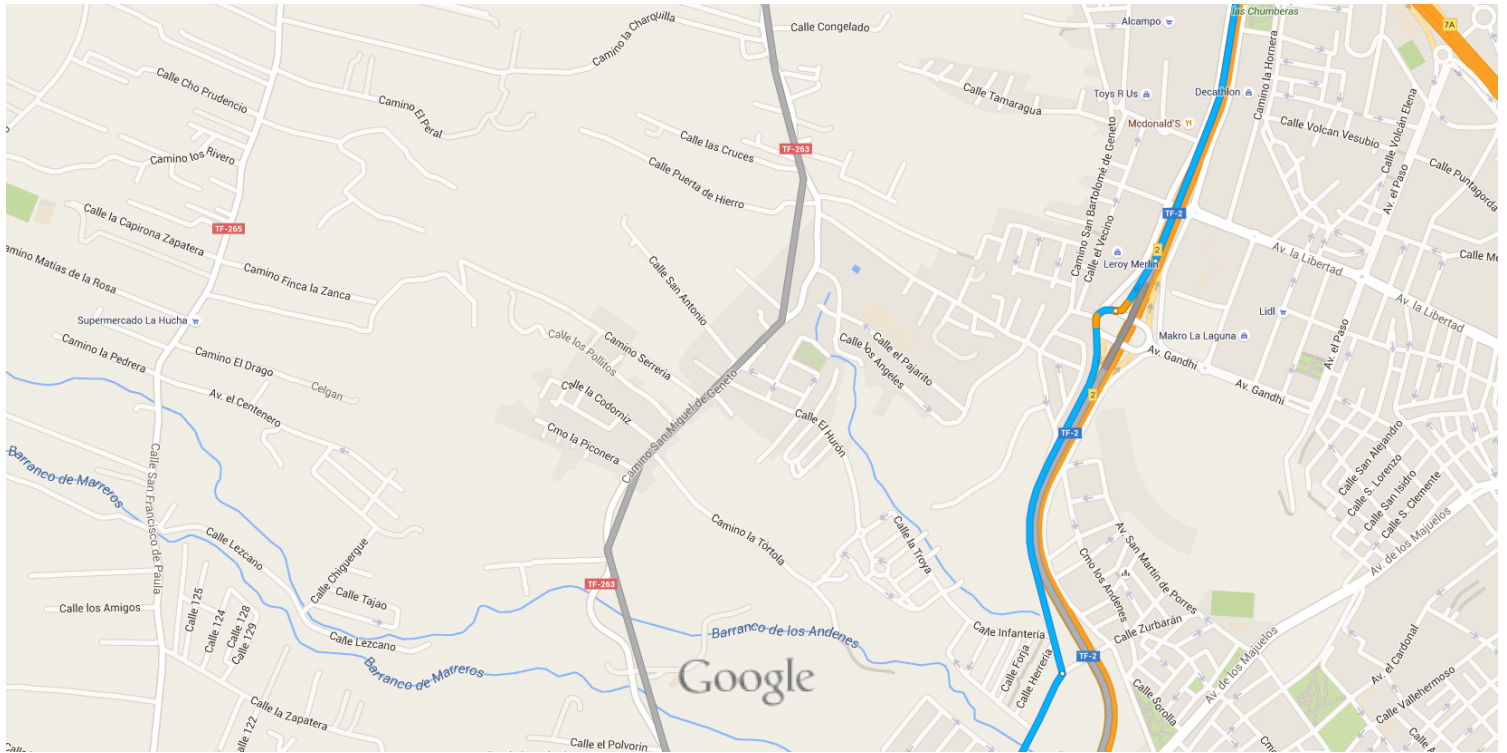 las Chumberas
Camino la Charquilla
Calle Congelado
Alcampo
7A
Calle Cho Prudencio
Camino El Peral
Calle Tamaragua
Toys R Us
Decathlon
Camino la Hornera
Mcdonald'S
Calle Volcan Vesubio
Calle Volcán Elena
Camino los Rivero
Calle las Cruces
TF-263
Calle Puerta de Hierro
Camino San Bartolomé de Geneto
Calle Puntagorda
Av. el Paso
Calle la Capirona Zapatera
TF-265
TF-2
Calle el Vecino
2
Av. la Libertad
Calle Me
amino Matías de la Rosa
Camino Finca la Zanca
Calle San Antonio
Leroy Merlin
Av. la Libertad
Supermercado La Hucha
Lidl
Makro La Laguna
Av. el Paso
Camino la Pedrera
Camino El Drago
Celgan
Calle los Pollitos
Camino Serreria
Calle el Pajarito
Calle los Angeles
Av. Gandhi
Av. Gandhi
Av. el Centenero
Calle la Codorniz
Camino San Miguel de Geneto
Calle El Hurón
2
TF-2
Cmo la Piconera
Calle San Alejandro
Calle S. Lorenzo
Calle San Isidro
Calle S. Clemente
Barranco de Marreros
Calle San Francisco de Paula
Calle Lezcano
Calle Chiguergue
Camino la Tórtola
Calle la Troya
Av San Martín de Porres
Cmo los Andenes
Av. de los Majuelos
TF-263
Calle Tajao
Calle los Amigos
Calle 125
Calle 124
Calle 128
Calle 129
Calle Lezcano
Barranco de los Andenes
Calle Infantería
Calle Zurbarán
Calle Forja
Calle Herrería
TF-2
Av. de los Majuelos
Av. el Cardonal
Barranco de Marreros
Google
Calle Sorolla
Calle Vallehermoso
Calle la Zapatera
alle 122
Calle el Polvorin